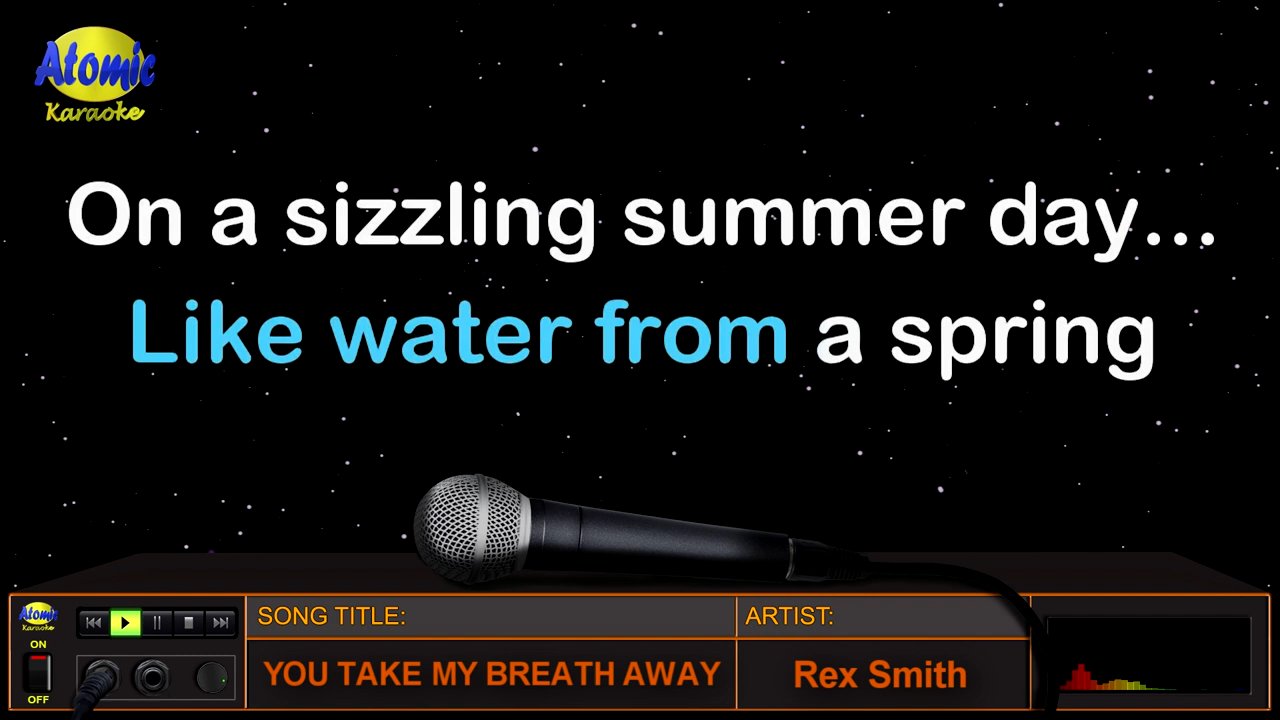 Atomic
Karaoke
On a sizzling summer day...
Like water from a spring
Atomic
Karaoke
ON
OFF
SONG TITLE:
ARTIST:
YOU TAKE MY BREATH AWAY
Rex Smith